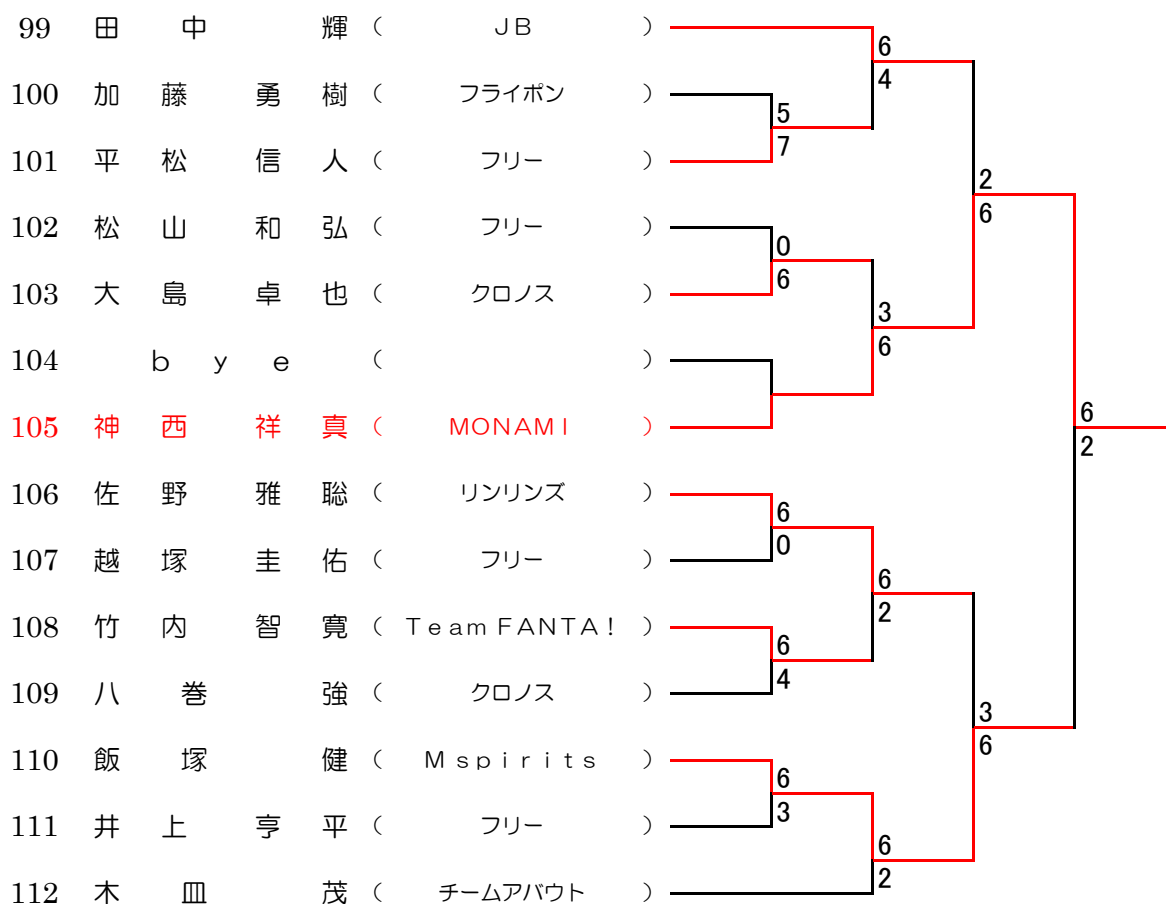 99 田中 輝 ( JB )
6
4
100 加藤 勇樹 ( フライポン )
5
7
101 平松 信人 ( フリー )
2
6
102 松山 和弘 ( フリー )
0
6
103 大島 卓也 ( クロノス )
3
6
104 bye ( )
105 神西 祥真 ( MONAMI )
6
2
106 佐野 雅聡 ( リンリンズ )
6
0
107 越塚 圭佑 ( フリー )
6
2
108 竹内 智寛 ( Team FANTA! )
6
4
109 八巻 強 ( クロノス )
3
6
110 飯塚 健 ( Mspirits )
6
3
111 井上 亨平 ( フリー )
6
2
112 木皿 茂 ( チームアバウト )